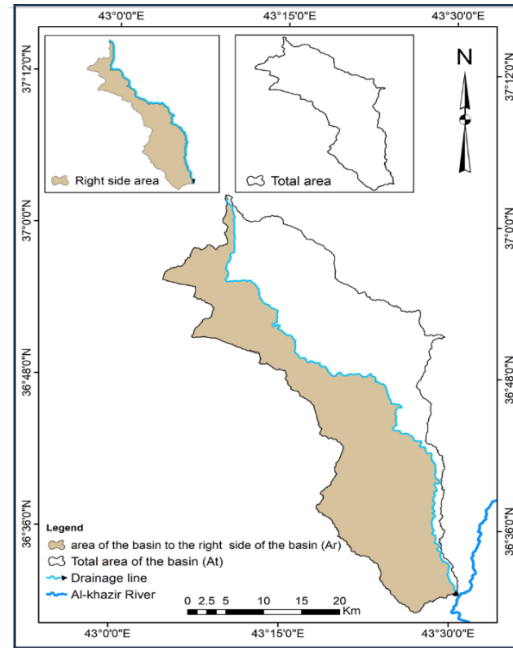 43°0'0"E
43°15'0"E
43°30'0"E
37°12'0"N
37°12'0"N
N
Right side area
Total area
37°0'0"N
37°0'0"N
36°48'0"N
36°48'0"N
36°36'0"N
36°36'0"N
Legend
area of the basin to the right side of the basin (Ar)
Total area of the basin (At)
Drainage line
Al-khazir River
0 2.5 5 10 15 20
Km
43°0'0"E
43°15'0"E
43°30'0"E